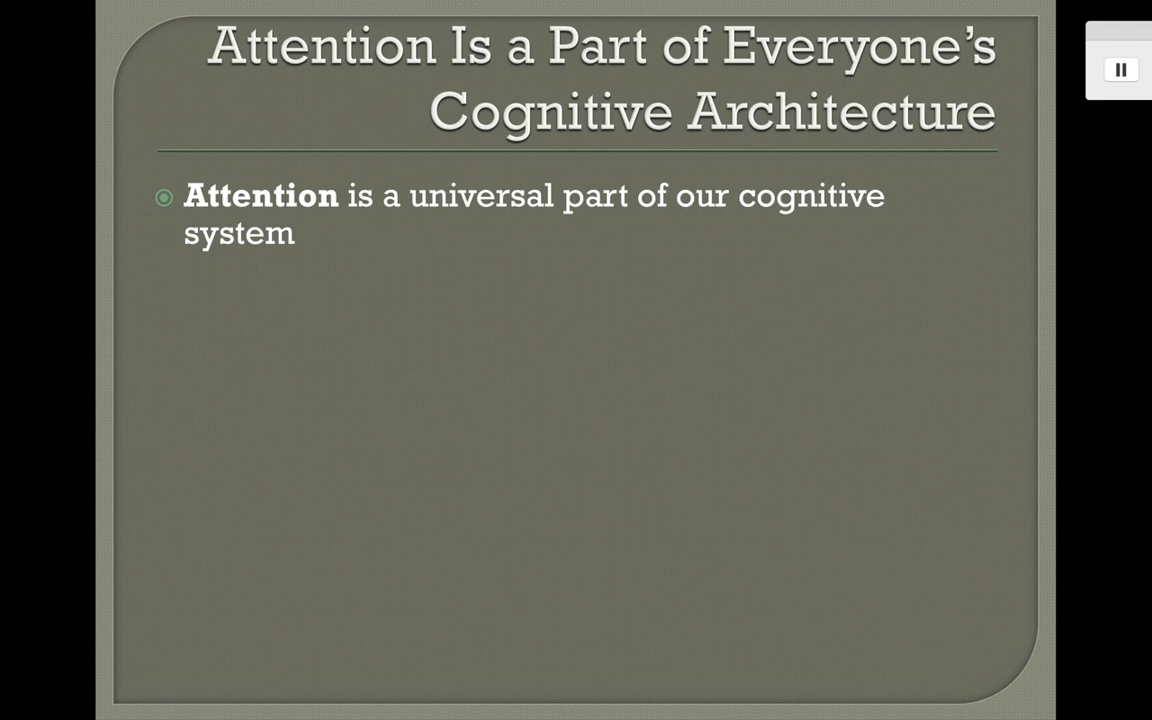 Attention Is a Part of Everyone’s
Cognitive Architecture
Attention is a universal part of our cognitive
system